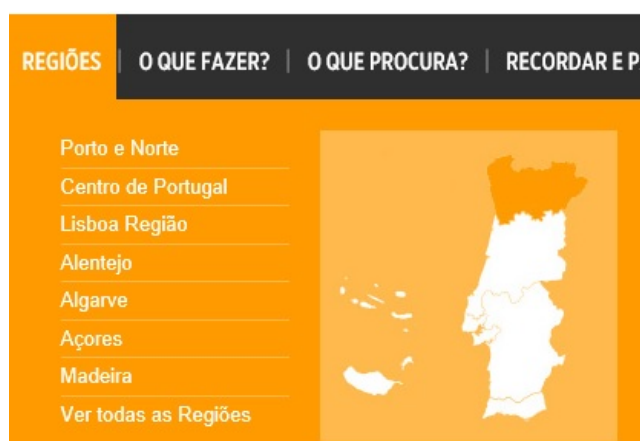 REGIÕES | O QUE FAZER? | O QUE PROCURA? | RECORDAR E P
Porto e Norte
Centro de Portugal
Lisboa Região
Alentejo
Algarve
Açores
Madeira
Ver todas as Regiões